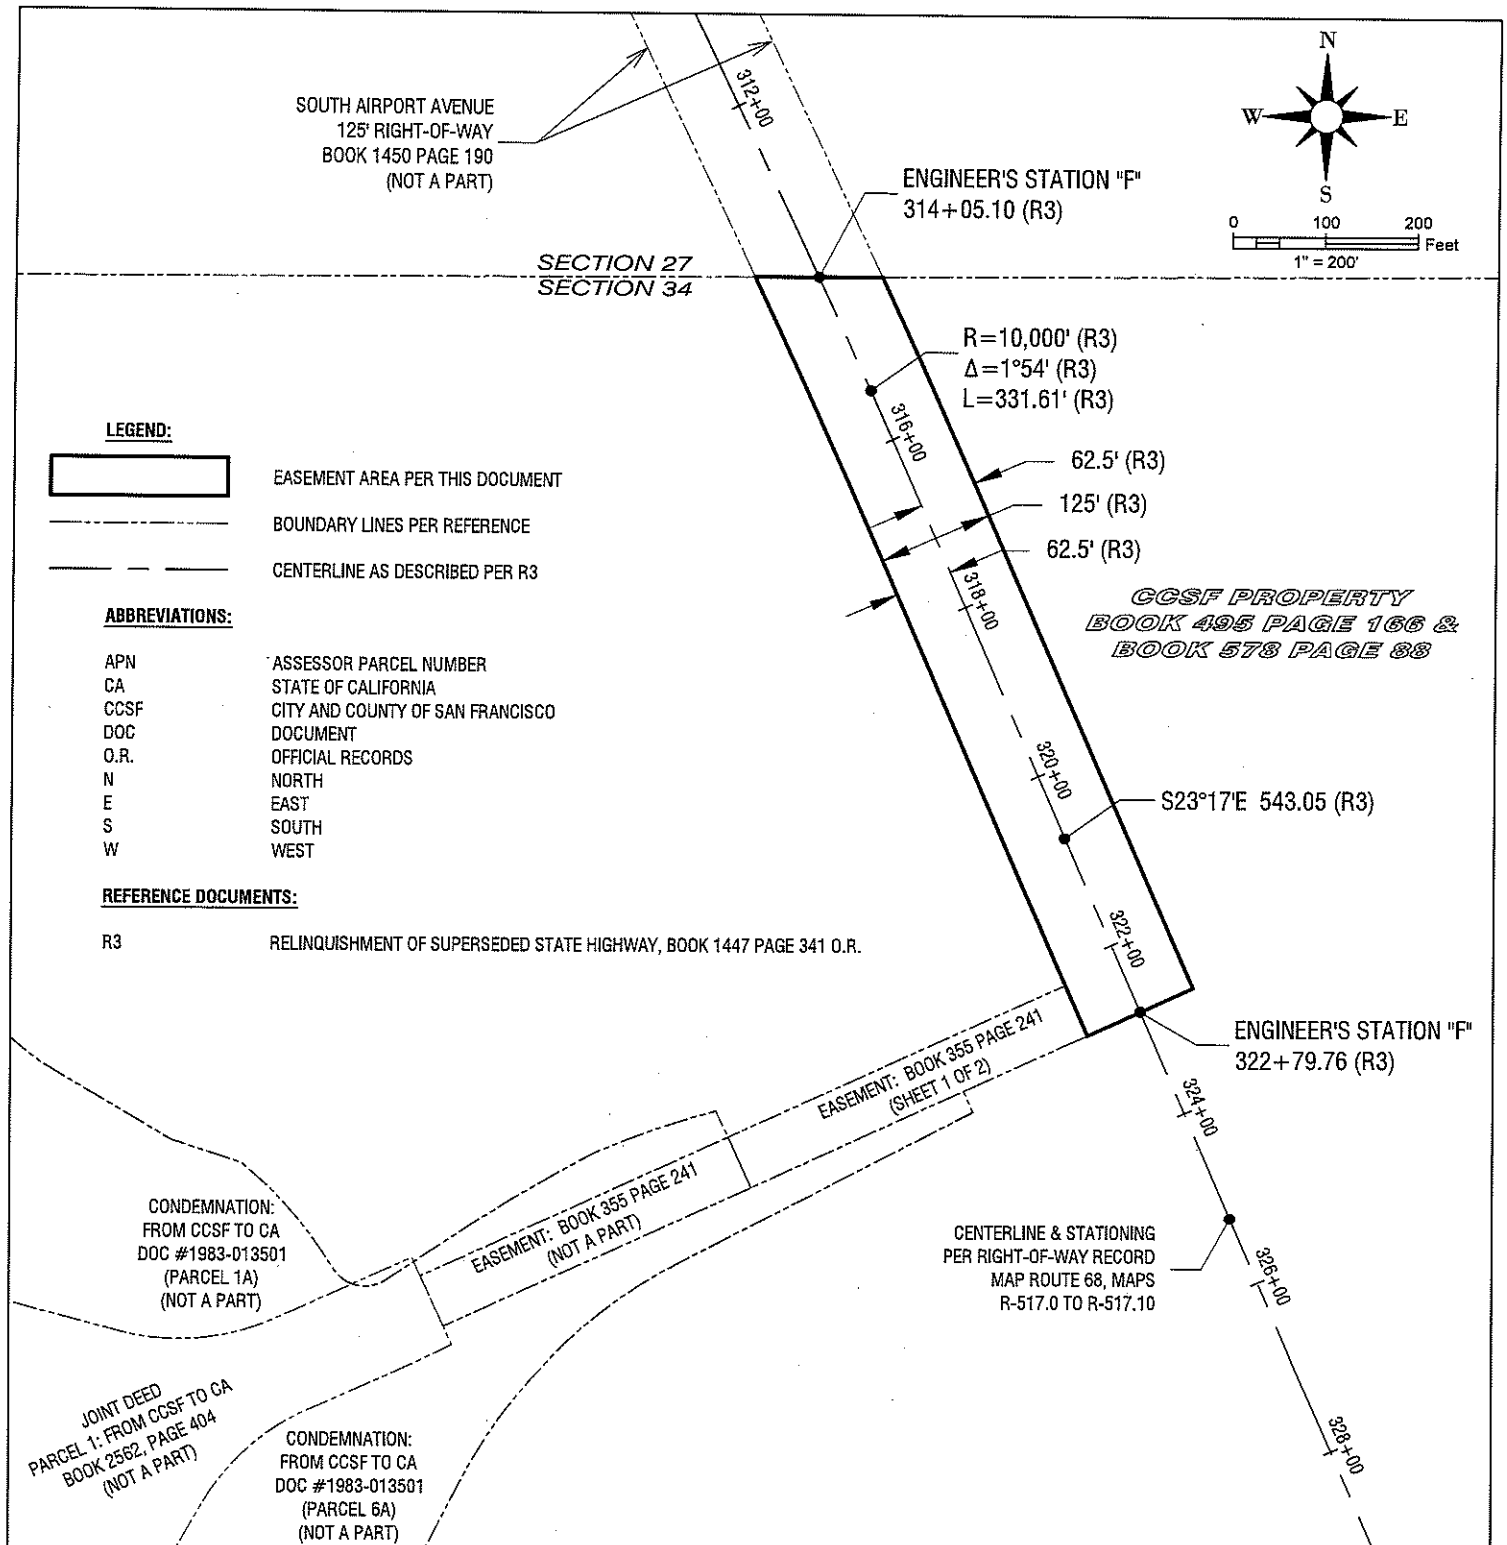 SOUTH AIRPORT AVENUE
125' RIGHT-OF-WAY
BOOK 1450 PAGE 190
(NOT A PART)
312+00
N
W
E
S
0 100 200
Feet
1" = 200'
ENGINEER'S STATION "F"
314+05.10 (R3)
SECTION 27
SECTION 34
R=10,000' (R3)
Δ=1°54' (R3)
L=331.61' (R3)
316+00
62.5' (R3)
125' (R3)
62.5' (R3)
318+00
LEGEND:
EASEMENT AREA PER THIS DOCUMENT
BOUNDARY LINES PER REFERENCE
CENTERLINE AS DESCRIBED PER R3
CCSF PROPERTY
BOOK 495 PAGE 166 &
BOOK 578 PAGE 88
ABBREVIATIONS:
APN ASSESSOR PARCEL NUMBER
CA STATE OF CALIFORNIA
CCSF CITY AND COUNTY OF SAN FRANCISCO
DOC DOCUMENT
O.R. OFFICIAL RECORDS
N NORTH
E EAST
S SOUTH
W WEST
320+00
S23°17'E 543.05 (R3)
REFERENCE DOCUMENTS:
R3 RELINQUISHMENT OF SUPERSEDED STATE HIGHWAY, BOOK 1447 PAGE 341 O.R.
322+00
ENGINEER'S STATION "F"
322+79.76 (R3)
EASEMENT: BOOK 355 PAGE 241
(SHEET 1 OF 2)
324+00
EASEMENT: BOOK 355 PAGE 241
(NOT A PART)
CONDEMNATION:
FROM CCSF TO CA
DOC #1983-013501
(PARCEL 1A)
(NOT A PART)
CENTERLINE & STATIONING
PER RIGHT-OF-WAY RECORD
MAP ROUTE 68, MAPS
R-517.0 TO R-517.10
326+00
JOINT DEED
PARCEL 1: FROM CCSF TO CA
BOOK 2562, PAGE 404
(NOT A PART)
CONDEMNATION:
FROM CCSF TO CA
DOC #1983-013501
(PARCEL 6A)
(NOT A PART)
328+00